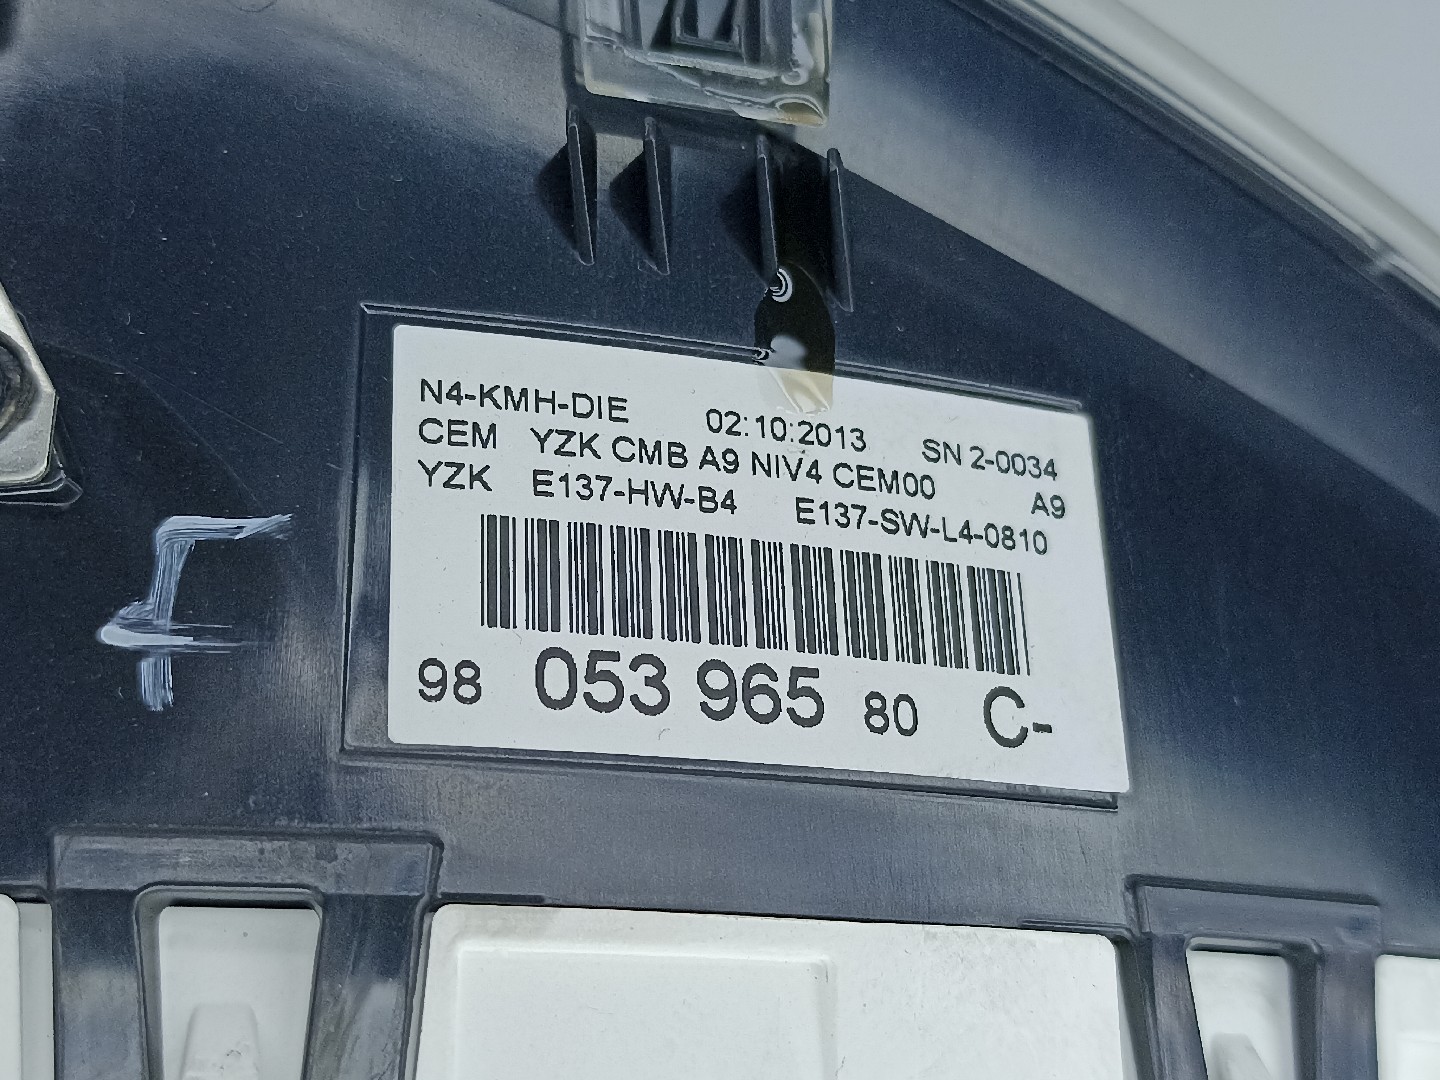 N4-KMH-DIE 02:10:2013 SN 2-0034
CEM YZK CMB A9 NIV4 CEM00 A9
YZK E137-HW-B4 E137-SW-L4-0810
98 053 965 80 C-